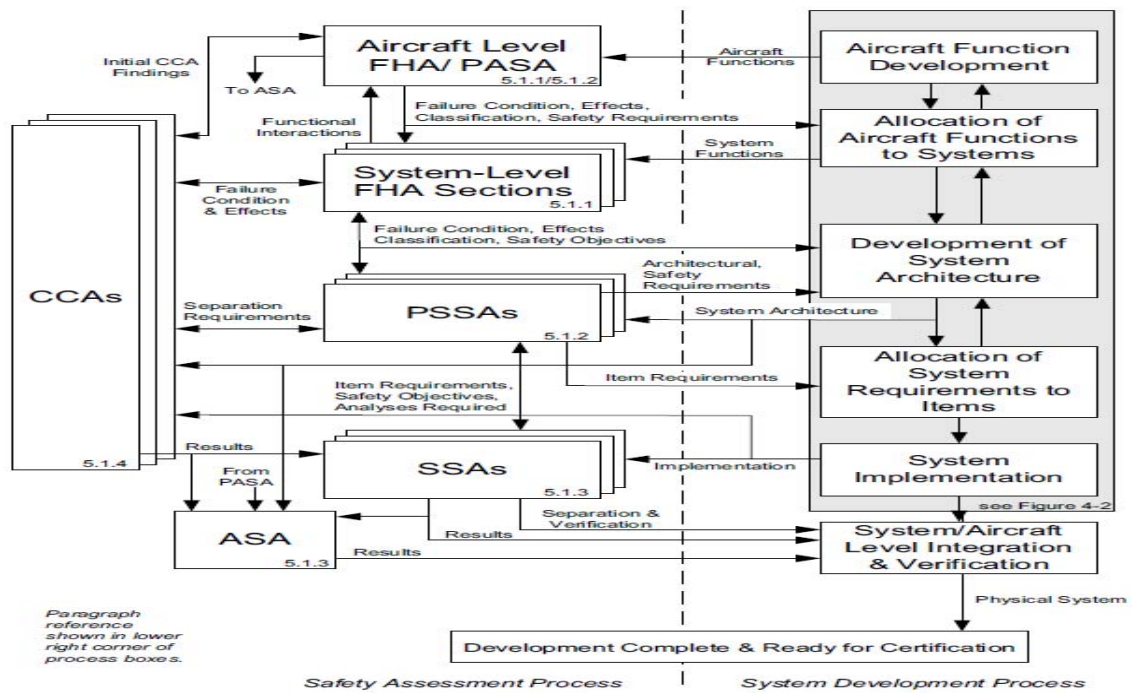 Aircraft Level
FHA/ PASA
5.1.1/5.1.2
Aircraft
Functions
Aircraft Function
Development
Initial CCA
Findings
To ASA
Functional
Interactions
Failure Condition, Effects,
Classification, Safety Requirements
Allocation of
Aircraft Functions
to Systems
System
Functions
System-Level
FHA Sections
5.1.1
Failure
Condition
& Effects
Failure Condition, Effects
Classification, Safety Objectives
Development of
System
Architecture
Architectural,
Safety
Requirements
CCAs
5.1.4
Separation
Requirements
PSSAs
5.1.2
System Architecture
Allocation of
System
Requirements to
Items
Item Requirements
Item Requirements,
Safety Objectives,
Analyses Required
Results
From
PASA
SSAs
5.1.3
Implementation
System
Implementation
see Figure 4-2
Separation &
Verification
ASA
5.1.3
Results
Results
System/Aircraft
Level Integration
& Verification
Physical System
Paragraph
reference
shown in lower
right corner of
process boxes.
Development Complete & Ready for Certification
Safety Assessment Process
System Development Process